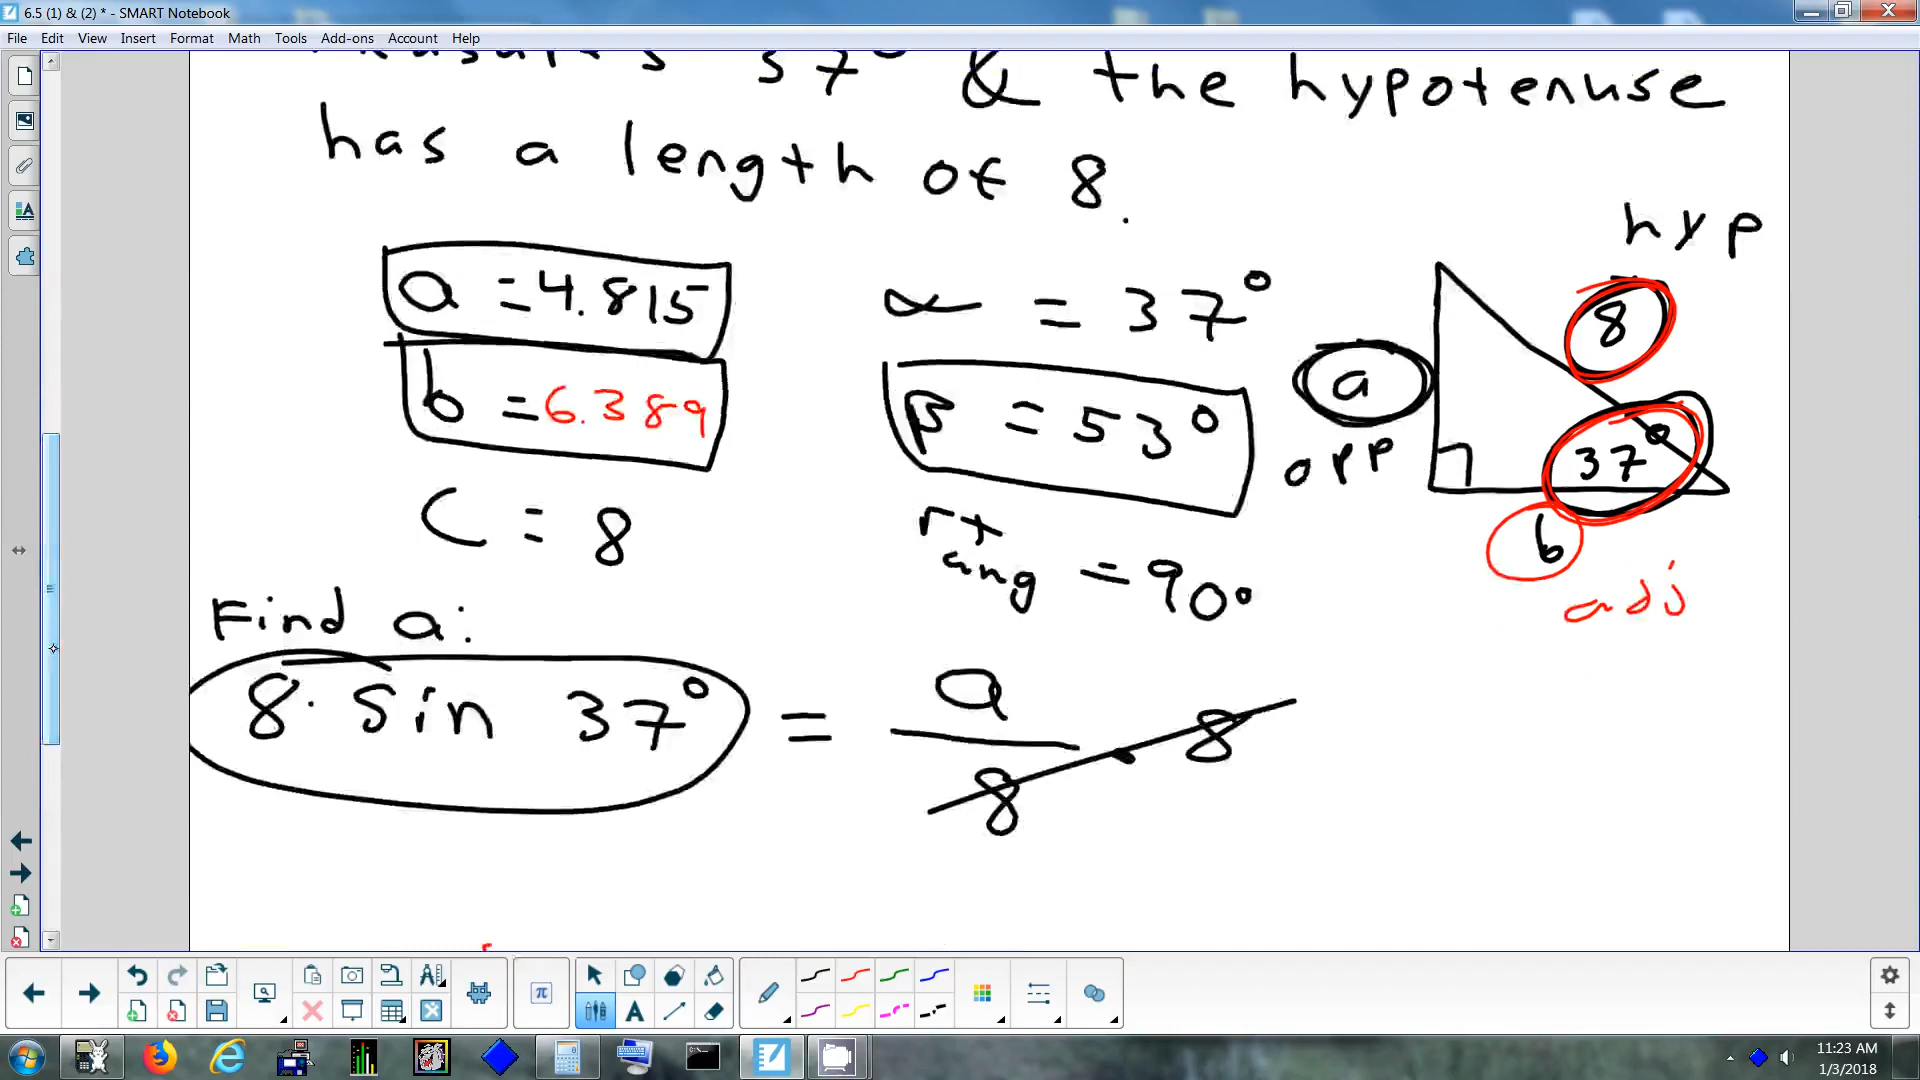 6.5 (1) & (2) * - SMART Notebook
File Edit View Insert Format Math Tools Add-ons Account Help
37° & the hypotenuse
has a length of 8.
hyp
a = 4.815
α = 37°
8
a
b = 6.389
β = 53°
37°
opp
c = 8
rt
ang = 90°
b
adj
Find a:
8 · sin 37° = a
8 · 8
π
A
11:23 AM
1/3/2018